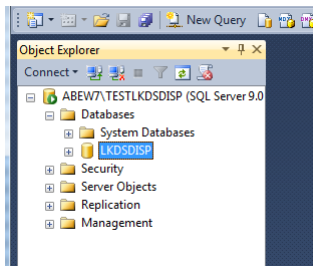 New Query
Object Explorer
Connect
ABEW7\TESTLKDSDISP (SQL Server 9.0
Databases
System Databases
LKDSDISP
Security
Server Objects
Replication
Management